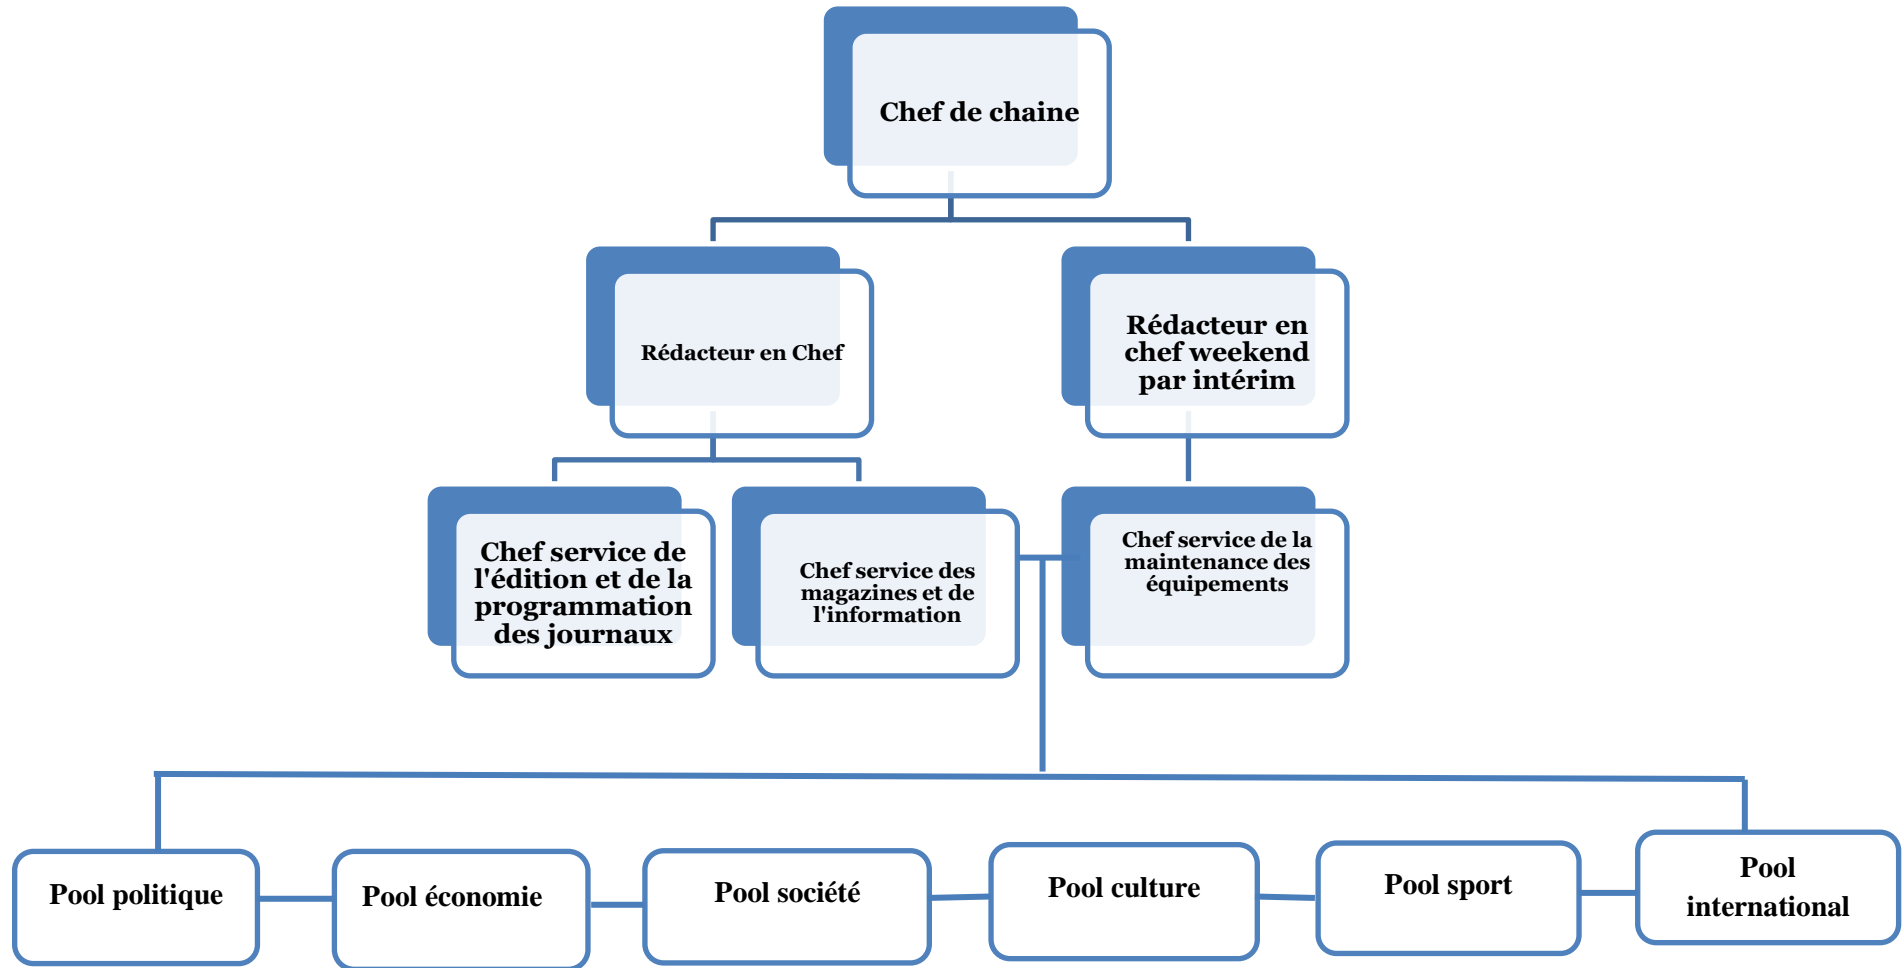 Chef de chaine
Rédacteur en Chef
Rédacteur en
chef weekend
par intérim
Chef service de
l'édition et de la
programmation
des journaux
Chef service des
magazines et de
l'information
Chef service de la
maintenance des
équipements
Pool politique
Pool économie
Pool société
Pool culture
Pool sport
Pool
international